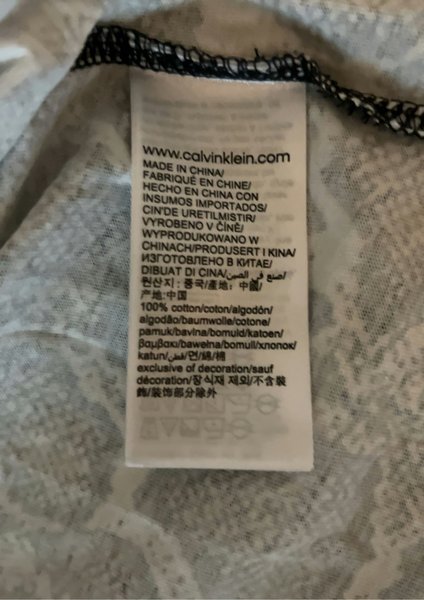 www.calvinklein.com
MADE IN CHINA/
FABRIQUÉ EN CHINE/
HECHO EN CHINA CON
INSUMOS IMPORTADOS/
CIN'DE URETILMISTIR/
VYROBENO V ČÍNĚ/
WYPRODUKOWANO W
CHINACH/PRODUSERT I KINA/
ИЗГОТОВЛЕНО В КИТАЕ/
DIBUAT DI CINA/صنع في الصين/
원산지 : 중국/產地：中國/
产地:中国
100% cotton/coton/algodón/
algodão/baumwolle/cotone/
pamuk/bavlna/bomuld/katoen/
βαμβακι/bawełna/bomull/хлопок/
katun/قطن/면/綿/棉
exclusive of decoration/sauf
décoration/장식재 제외/不含裝
飾/装饰部分除外